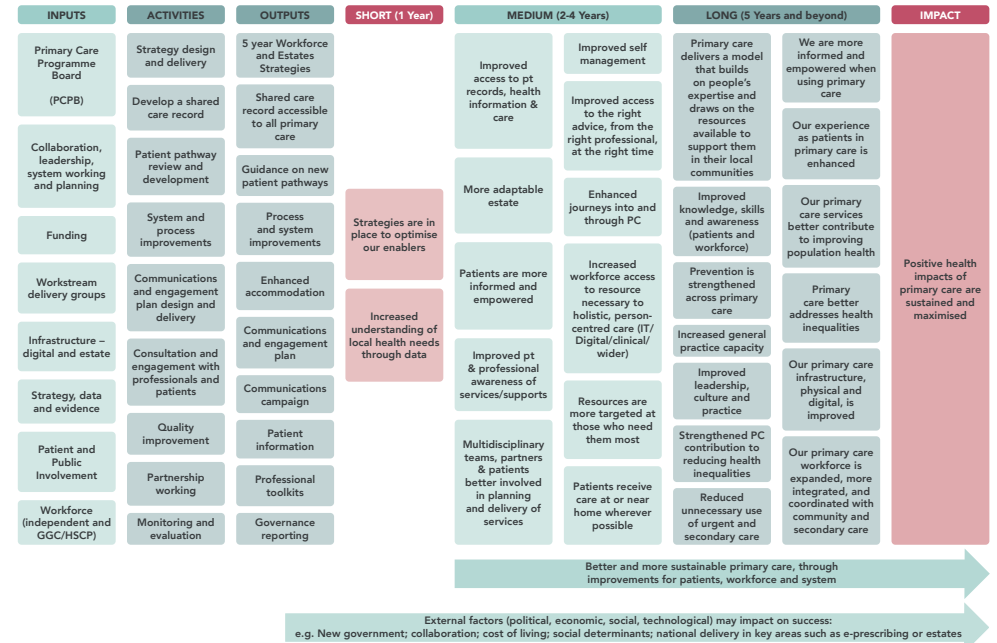 INPUTS
Primary Care
Programme
Board
(PCPB)
Collaboration,
leadership,
system working
and planning
Funding
Workstream
delivery groups
Infrastructure –
digital and estate
Strategy, data
and evidence
Patient and
Public
Involvement
Workforce
(independent and
GGC/HSCP)
ACTIVITIES
Strategy design
and delivery
Develop a shared
care record
Patient pathway
review and
development
System and
process
improvements
Communications
and engagement
plan design and
delivery
Consultation and
engagement with
professionals and
patients
Quality
improvement
Partnership
working
Monitoring and
evaluation
OUTPUTS
5 year Workforce
and Estates
Strategies
Shared care
record accessible
to all primary
care
Guidance on new
patient pathways
Process
and system
improvements
Enhanced
accommodation
Communications
and engagement
plan
Communications
campaign
Patient
information
Professional
toolkits
Governance
reporting
SHORT (1 Year)
Strategies are in
place to optimise
our enablers
Increased
understanding of
local health needs
through data
MEDIUM (2-4 Years)
Improved
access to pt
records, health
information &
care
More adaptable
estate
Patients are more
informed and
empowered
Improved pt
& professional
awareness of
services/supports
Multidisciplinary
teams, partners
& patients
better involved
in planning
and delivery of
services
Improved self
management
Improved access
to the right
advice, from the
right professional,
at the right time
Enhanced
journeys into and
through PC
Increased
workforce access
to resource
necessary to
holistic, person-
centred care (IT/
Digital/clinical/
wider)
Resources are
more targeted at
those who need
them most
Patients receive
care at or near
home wherever
possible
LONG (5 Years and beyond)
Primary care
delivers a model
that builds
on people's
expertise and
draws on the
resources
available to
support them
in their local
communities
Improved
knowledge, skills
and awareness
(patients and
workforce)
Prevention is
strengthened
across primary
care
Increased general
practice capacity
Improved
leadership,
culture and
practice
Strengthened PC
contribution to
reducing health
inequalities
Reduced
unnecessary use
of urgent and
secondary care
We are more
informed and
empowered when
using primary
care
Our experience
as patients in
primary care is
enhanced
Our primary
care services
better contribute
to improving
population health
Primary
care better
addresses health
inequalities
Our primary care
infrastructure,
physical and
digital, is
improved
Our primary care
workforce is
expanded, more
integrated, and
coordinated with
community and
secondary care
IMPACT
Positive health
impacts of
primary care are
sustained and
maximised
Better and more sustainable primary care, through
improvements for patients, workforce and system
External factors (political, economic, social, technological) may impact on success:
e.g. New government; collaboration; cost of living; social determinants; national delivery in key areas such as e-prescribing or estates